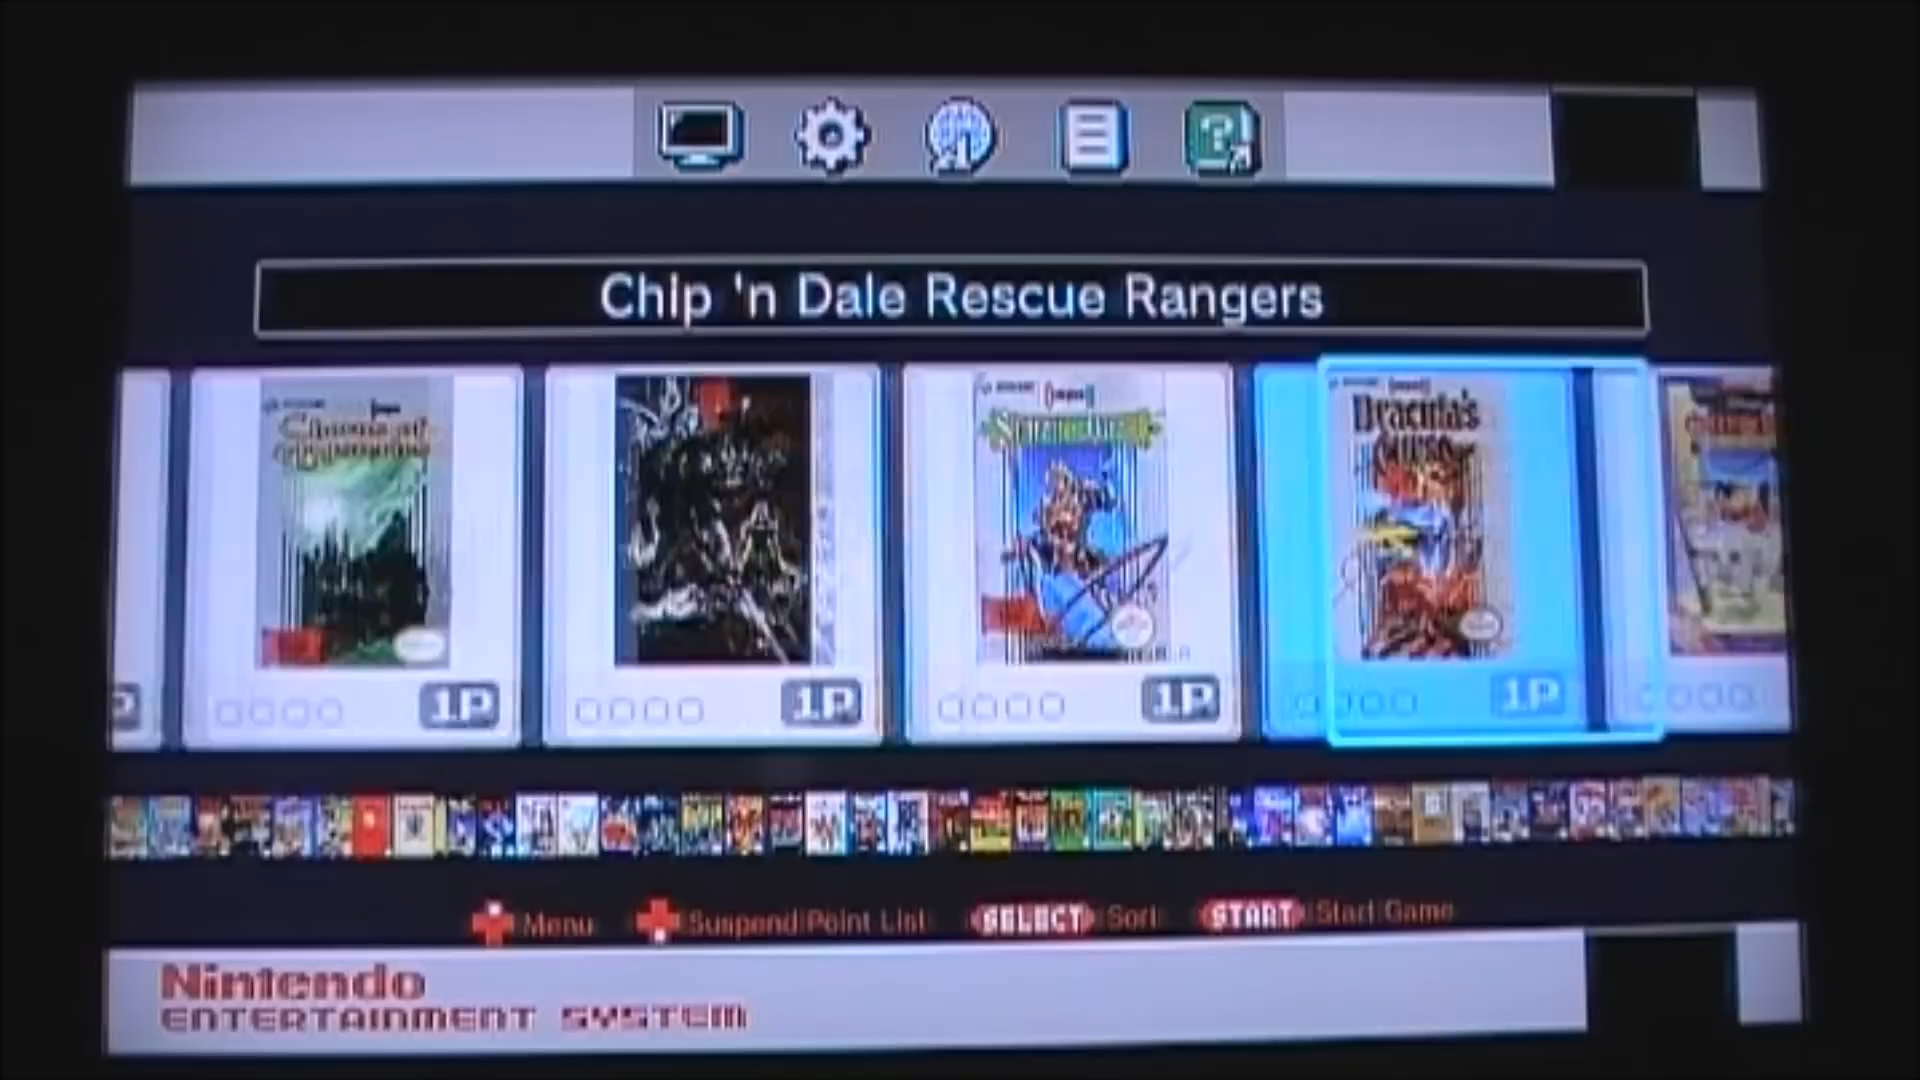 Chip 'n Dale Rescue Rangers
Dracula's
1P
1P
1P
1P
Menu
Suspend Point List
SELECT Sort
START Start Game
Nintendo
ENTERTAINMENT SYSTEM